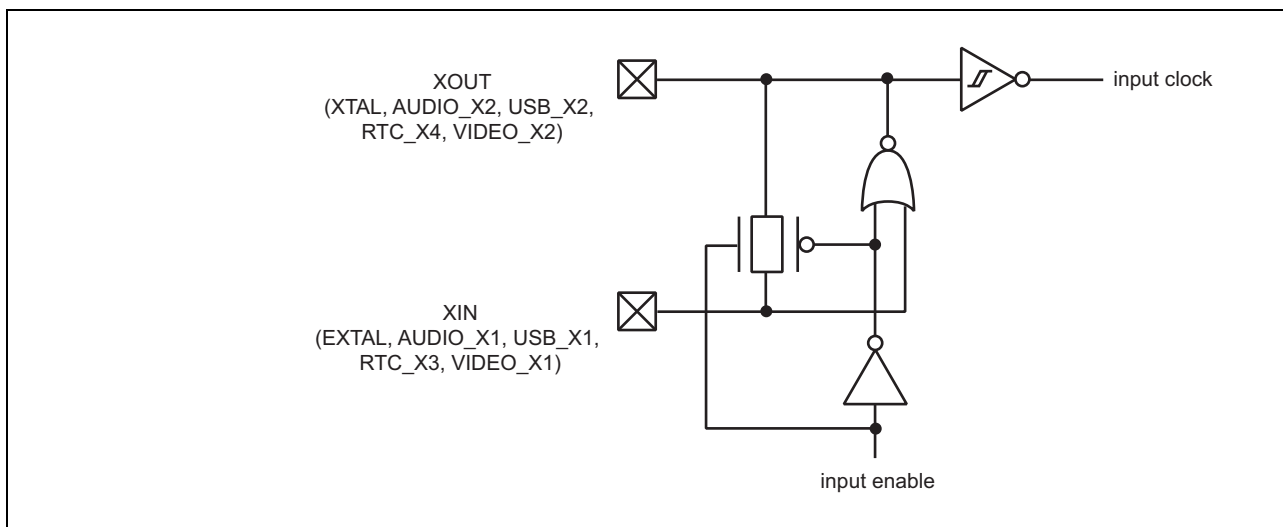 XOUT
(XTAL, AUDIO_X2, USB_X2,
RTC_X4, VIDEO_X2)
input clock
XIN
(EXTAL, AUDIO_X1, USB_X1,
RTC_X3, VIDEO_X1)
input enable